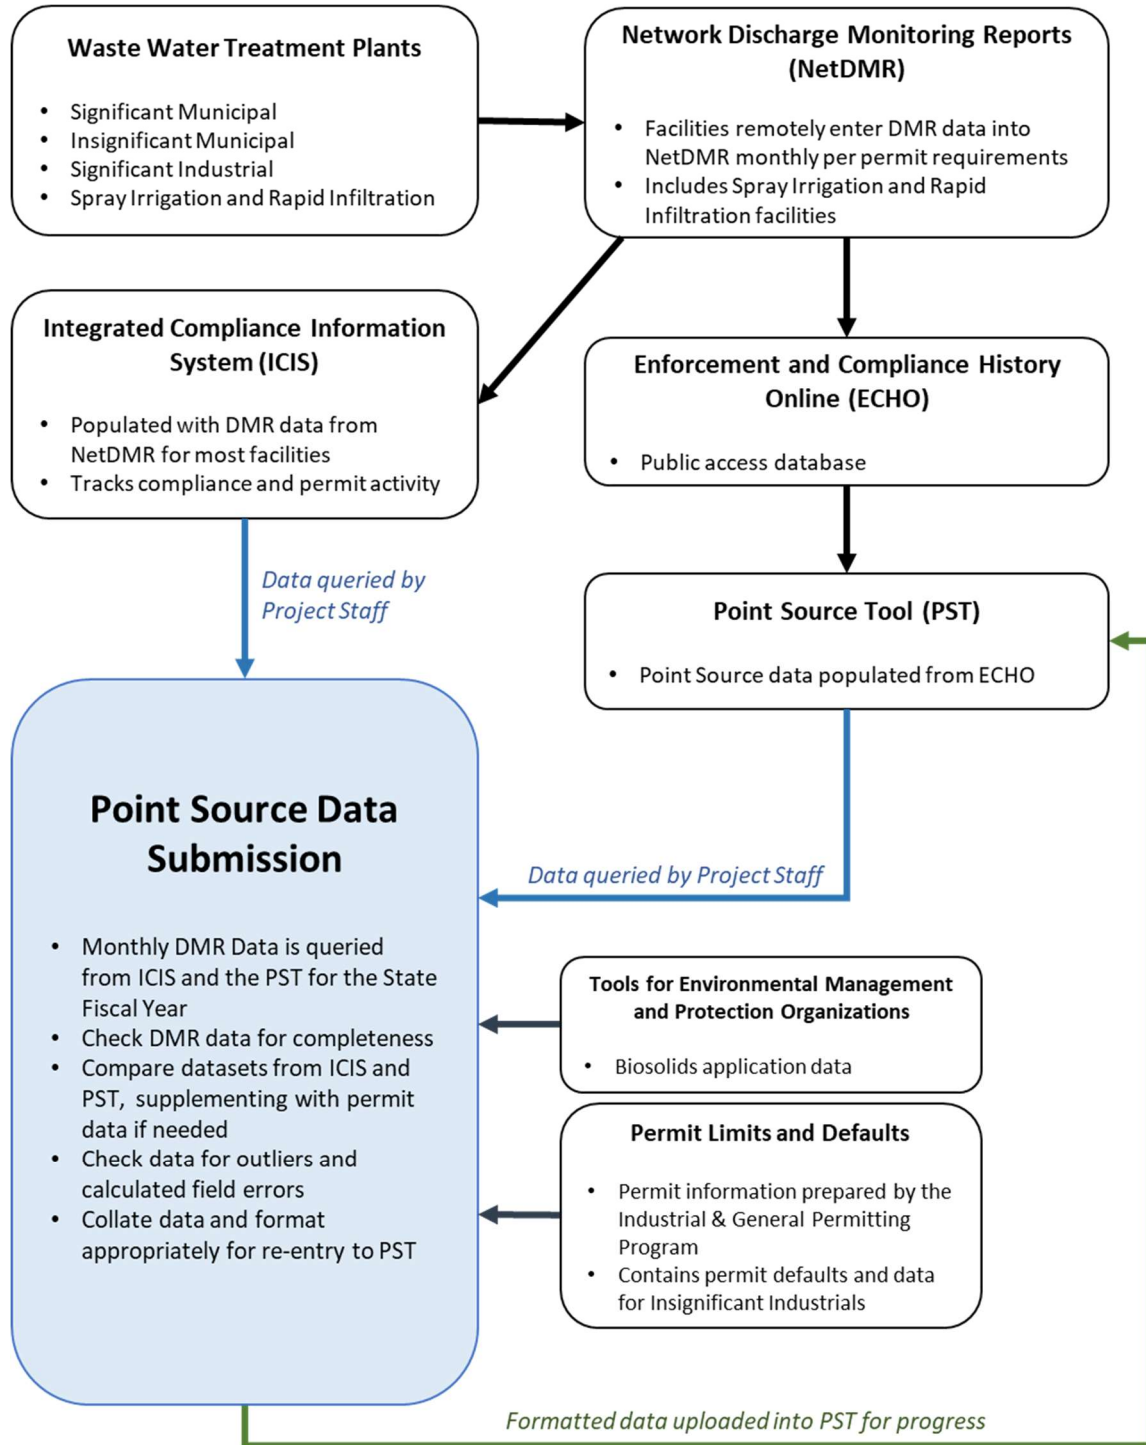 Waste Water Treatment Plants
• Significant Municipal
• Insignificant Municipal
• Significant Industrial
• Spray Irrigation and Rapid Infiltration
Network Discharge Monitoring Reports
(NetDMR)
• Facilities remotely enter DMR data into
NetDMR monthly per permit requirements
• Includes Spray Irrigation and Rapid
Infiltration facilities
Integrated Compliance Information
System (ICIS)
• Populated with DMR data from
NetDMR for most facilities
• Tracks compliance and permit activity
Enforcement and Compliance History
Online (ECHO)
• Public access database
Data queried by
Project Staff
Point Source Tool (PST)
• Point Source data populated from ECHO
Point Source Data
Submission
• Monthly DMR Data is queried
from ICIS and the PST for the State
Fiscal Year
• Check DMR data for completeness
• Compare datasets from ICIS and
PST, supplementing with permit
data if needed
• Check data for outliers and
calculated field errors
• Collate data and format
appropriately for re-entry to PST
Data queried by Project Staff
Tools for Environmental Management
and Protection Organizations
• Biosolids application data
Permit Limits and Defaults
• Permit information prepared by the
Industrial & General Permitting
Program
• Contains permit defaults and data
for Insignificant Industrials
Formatted data uploaded into PST for progress